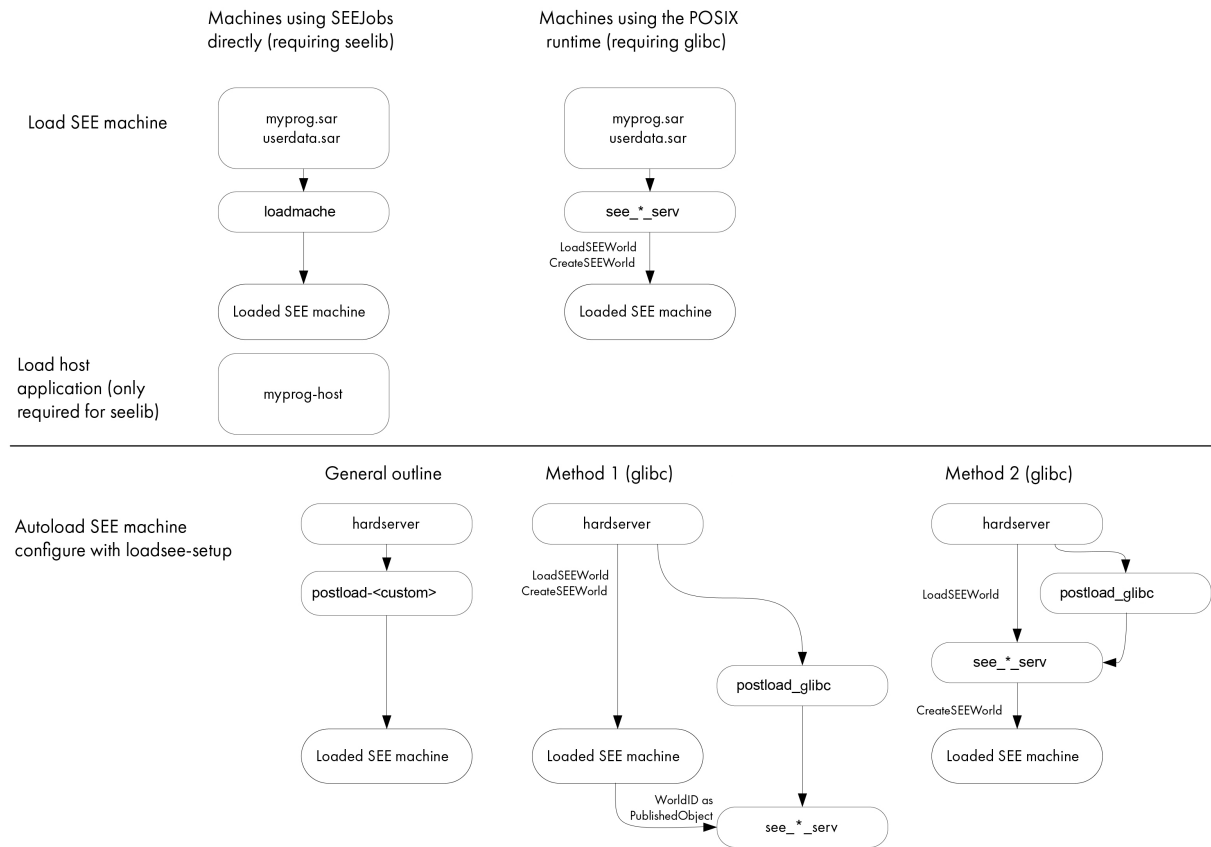 Machines using SEEJobs
directly (requiring seelib)
Machines using the POSIX
runtime (requiring glibc)
Load SEE machine
myprog.sar
userdata.sar
myprog.sar
userdata.sar
loadmache
see_*_serv
LoadSEEWorld
CreateSEEWorld
Loaded SEE machine
Loaded SEE machine
Load host
application (only
required for seelib)
myprog-host
General outline
Method 1 (glibc)
Method 2 (glibc)
Autoload SEE machine
configure with loadsee-setup
hardserver
hardserver
hardserver
postload-<custom>
LoadSEEWorld
CreateSEEWorld
LoadSEEWorld
postload_glibc
see_*_serv
postload_glibc
CreateSEEWorld
Loaded SEE machine
Loaded SEE machine
Loaded SEE machine
WorldID as
PublishedObject
see_*_serv